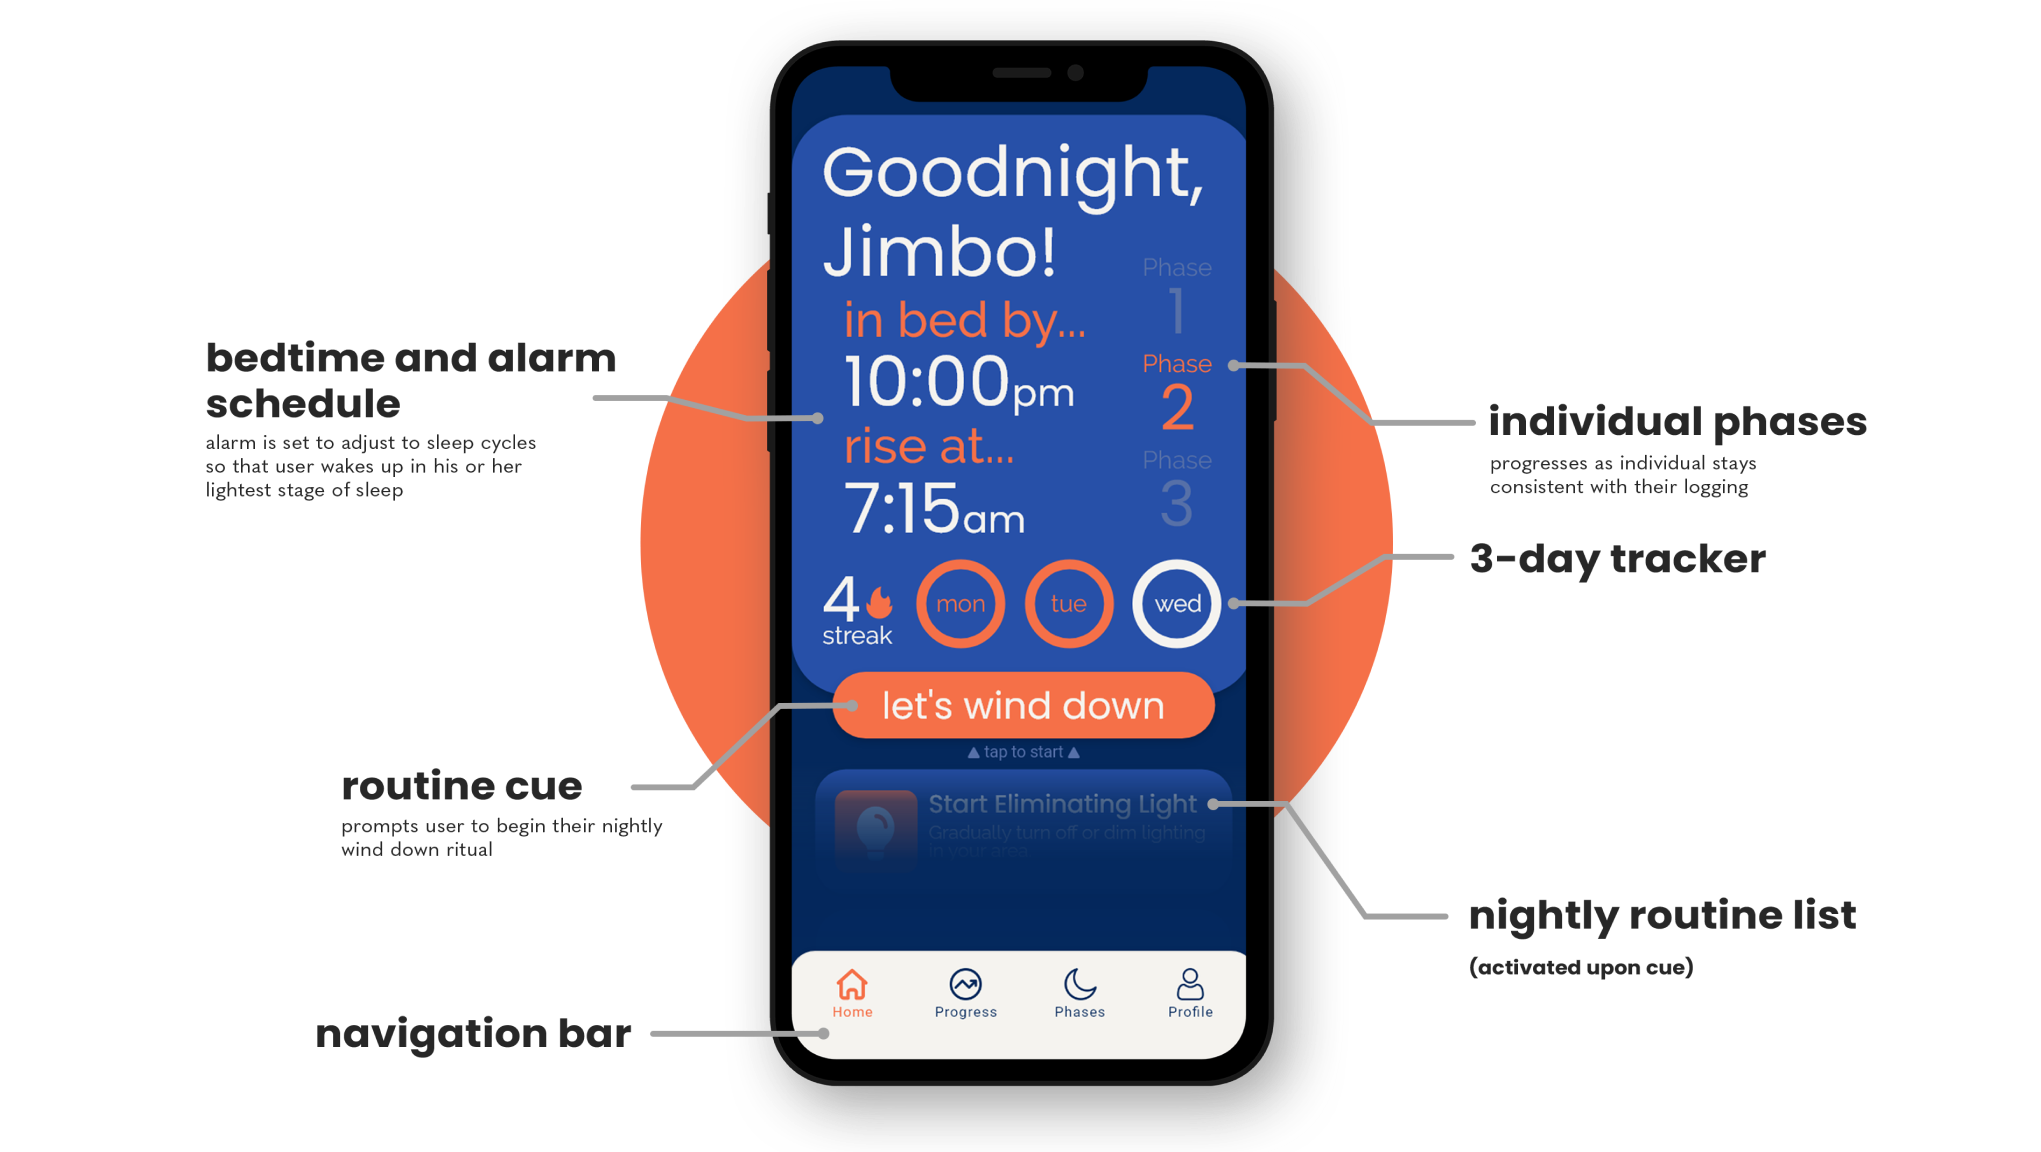 Goodnight,
Jimbo!
in bed by...
10:00pm
rise at...
7:15am
Phase
1
Phase
2
Phase
3
4
streak
mon
tue
wed
let's wind down
▲ tap to start ▲
Start Eliminating Light
Gradually turn off or dim lighting
in your area
Home
Progress
Phases
Profile
bedtime and alarm
schedule
alarm is set to adjust to sleep cycles
so that user wakes up in his or her
lightest stage of sleep
routine cue
prompts user to begin their nightly
wind down ritual
navigation bar
individual phases
progresses as individual stays
consistent with their logging
3-day tracker
nightly routine list
(activated upon cue)